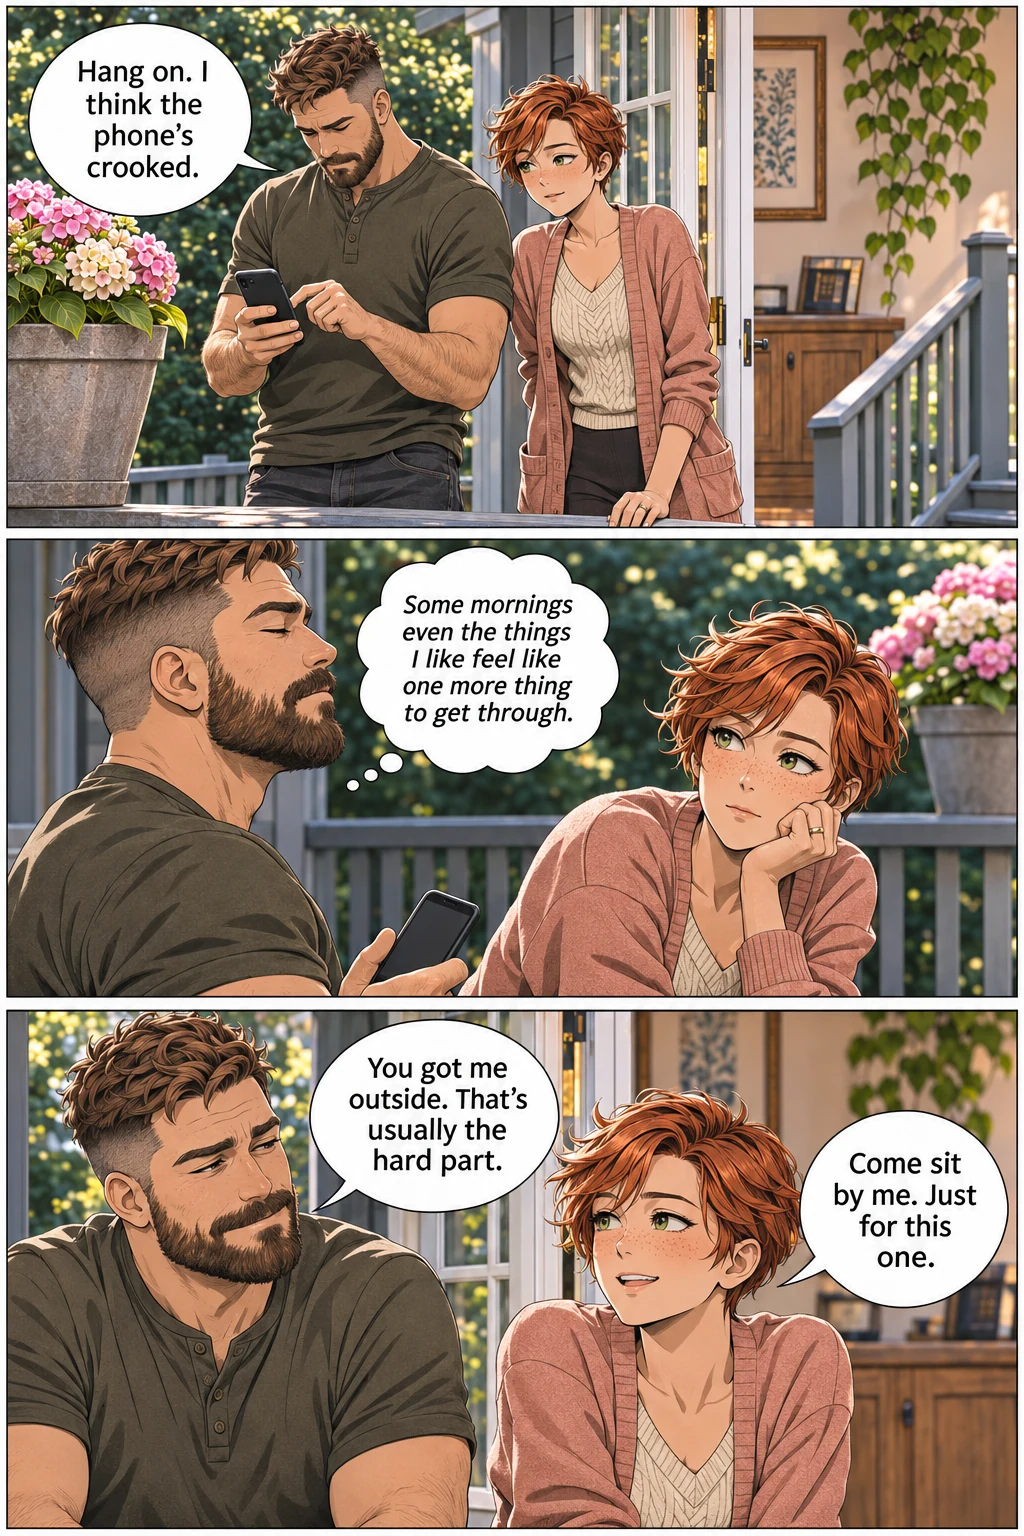 Hang on. I
think the
phone's
crooked.
Some mornings
even the things
I like feel like
one more thing
to get through.
You got me
outside. That's
usually the
hard part.
Come sit
by me. Just
for this
one.